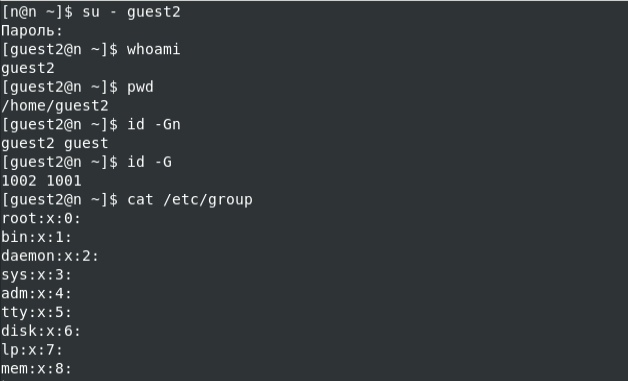 [n@n ~]$ su - guest2
Пароль:
[guest2@n ~]$ whoami
guest2
[guest2@n ~]$ pwd
/home/guest2
[guest2@n ~]$ id -Gn
guest2 guest
[guest2@n ~]$ id -G
1002 1001
[guest2@n ~]$ cat /etc/group
root:x:0:
bin:x:1:
daemon:x:2:
sys:x:3:
adm:x:4:
tty:x:5:
disk:x:6:
lp:x:7:
mem:x:8: